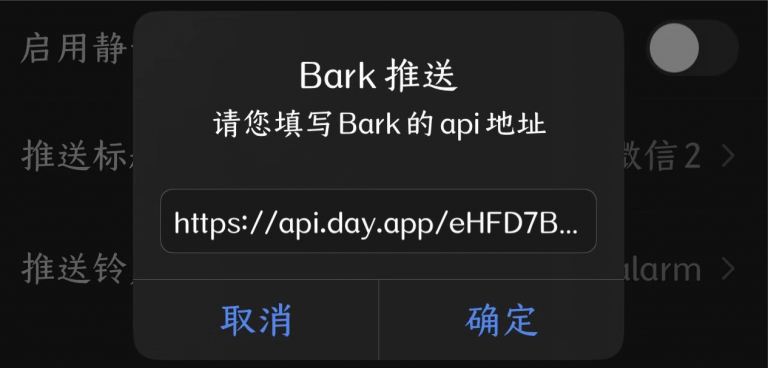 启用静
Bark 推送
请您填写Bark的api地址
推送标
微信2
https://api.day.app/eHFD7B...
推送铃
alarm
取消
确定